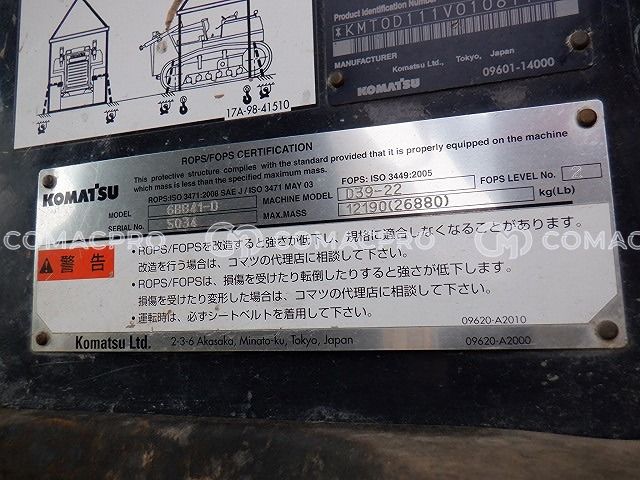 Product Identification Number
MANUFACTURER
Komatsu Ltd., Tokyo, Japan
KOMATSU
09601-14000
17A-98-41510
ROPS/FOPS CERTIFICATION
This protective structure complies with the standard provided that it is properly equipped on the machine
which mass is less than the specified maximum mass.
KOMATSU
ROPS: ISO 3471:2008 SAE J / ISO 3471 MAY 03
FOPS: ISO 3449:2005
FOPS LEVEL NO. 2
MODEL 6BB41-D
MACHINE MODEL D39-22
SERIAL No. 3034
MAX.MASS 12190(26880) kg(Lb)
警告
• ROPS/FOPSを改造すると強さが低下し、規格に適合しなくなることがあります。
改造を行う場合は、コマツの代理店に相談して下さい。
• ROPS/FOPSは、損傷を受けたり転倒したりすると強さが低下します。
損傷を受けたり変形した場合は、コマツの代理店に相談して下さい。
• 運転時は、必ずシートベルトを着用して下さい。
09620-A2010
Komatsu Ltd. 2-3-6 Akasaka, Minato-ku, Tokyo, Japan
09620-A2000
COMACPRO COMACPRO COMACPRO